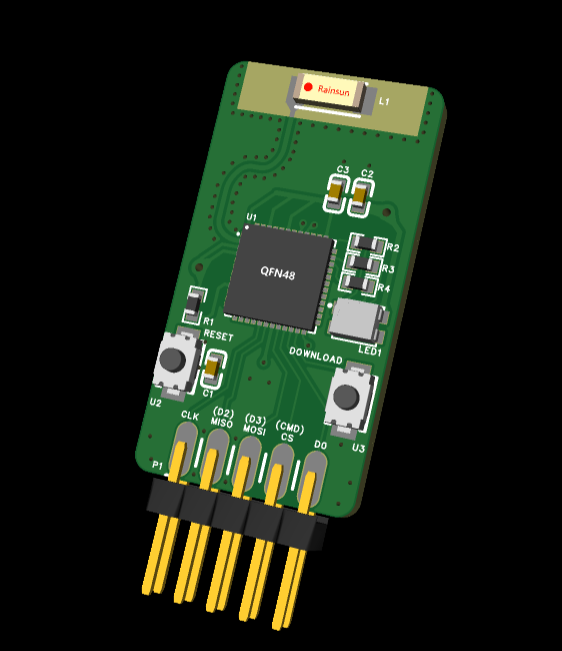 Rainsun
L1
C3 C2
U1
QFN48
R2
R3
R4
R1
RESET
LED1
DOWNLOAD
C1
U2
U3
CLK
(D2)
MISO
(D3)
MOSI
(CMD)
CS
D0
P1